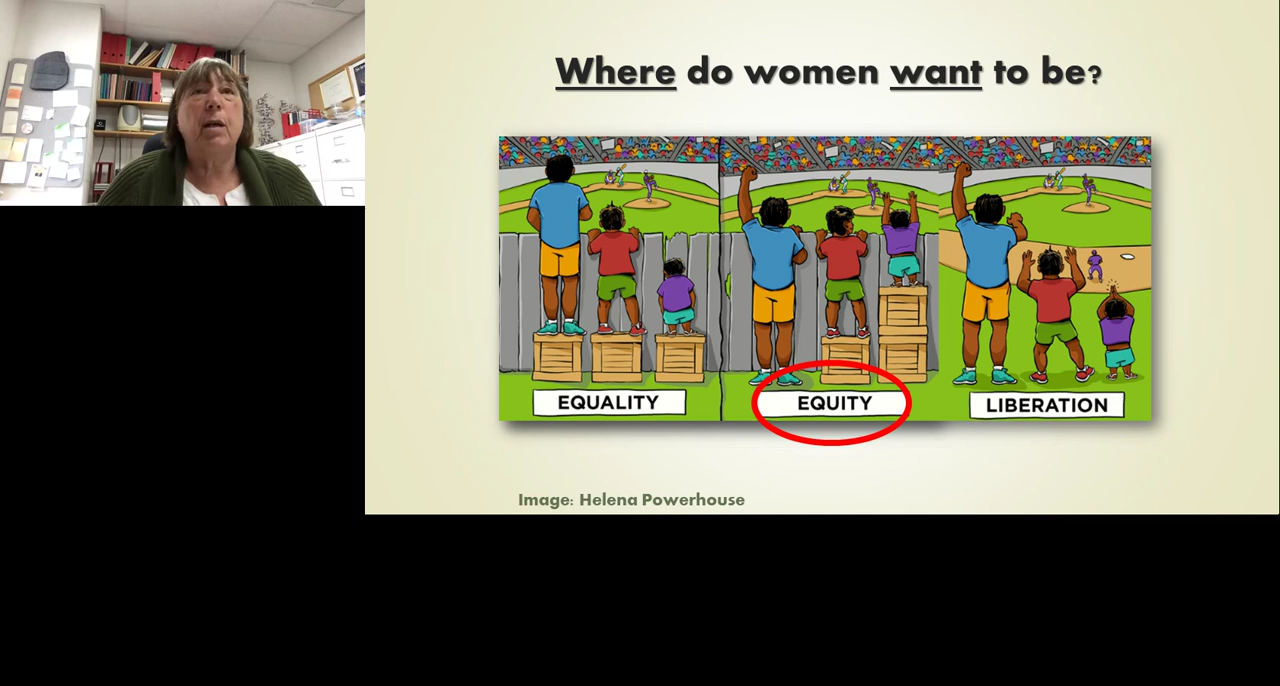 Where do women want to be?
EQUALITY
EQUITY
LIBERATION
Image: Helena Powerhouse